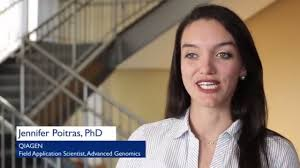 Jennifer Poitras, PhD
QIAGEN
Field Application Scientist, Advanced Genomics